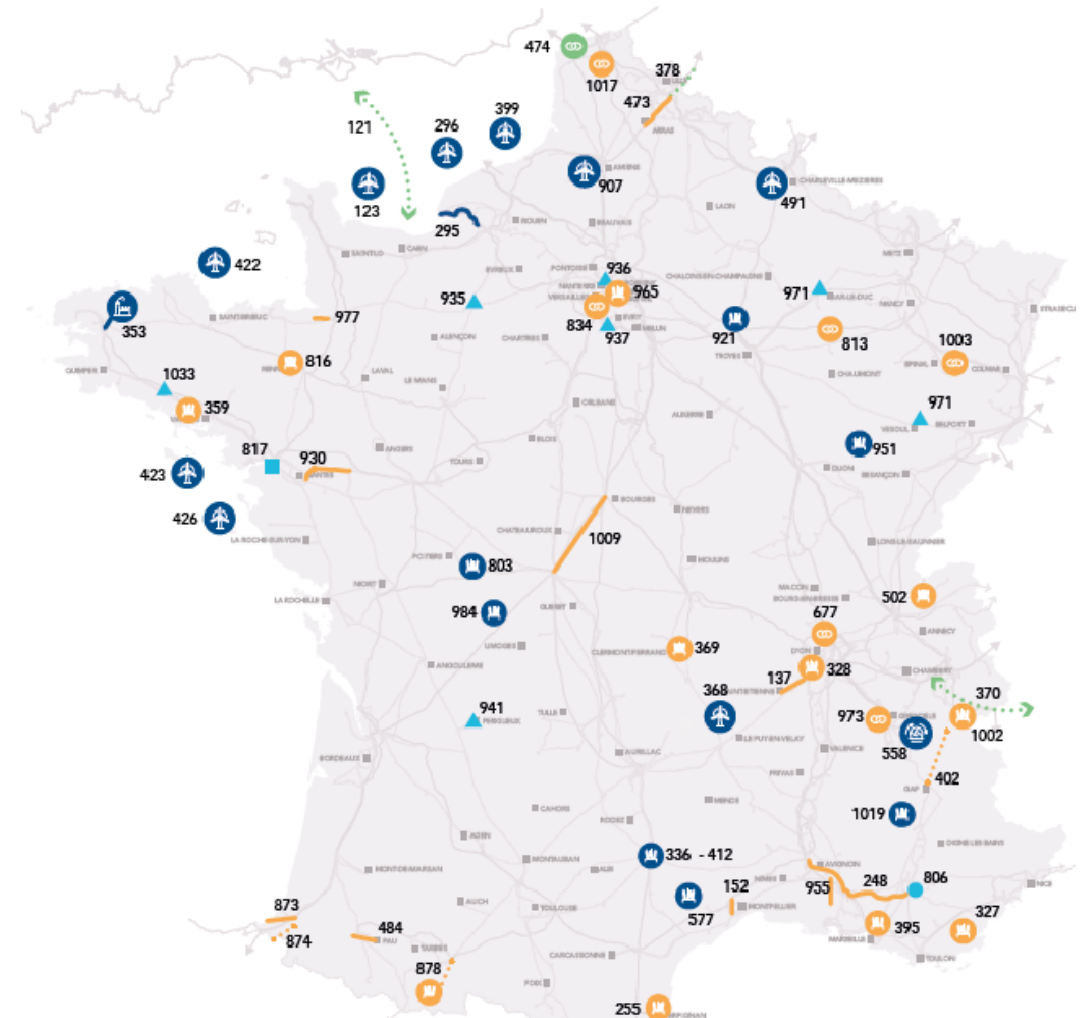 474
1017
378
473
ARRAS
121
296
399
123
295
907
AMIENS
CHARLEVILLE-MEZIERES
491
LAON
ROUEN
BEAUVAIS
CAEN
SAINT-LO
EVREUX
PONTOISE
936
NANTERRE
VERSAILLES
965
EVRY
MELUN
834
937
935
ALENÇON
CHARTRES
METZ
CHALONS-EN-CHAMPAGNE
971
BAR-LE-DUC
NANCY
921
813
TROYES
CHAUMONT
1003
EPINAL
COLMAR
422
353
SAINT-BRIEUC
977
QUIMPER
816
LAVAL
LE MANS
1033
359
971
VESOUL
BELFORT
951
DIJON
BESANÇON
ORLEANS
AUXERRE
BLOIS
TOURS
ANGERS
817
930
NANTES
423
426
LA ROCHE-SUR-YON
BOURGES
NEVERS
CHATEAUROUX
1009
MOULINS
LONS-LE-SAUNNIER
POITIERS
803
NIORT
LA ROCHELLE
984
GUERET
LIMOGES
ANGOULEME
MACON
BOURG-EN-BRESSE
502
677
ANNECY
LYON
CLERMONT-FERRAND
369
328
137
SAINT-ETIENNE
CHAMBERY
370
368
973
GRENOBLE
558
1002
941
PERIGUEUX
TULLE
LE PUY-EN-VELAY
VALENCE
AURILLAC
BORDEAUX
PRIVAS
402
GAP
MENDE
CAHORS
RODEZ
1019
DIGNE-LES-BAINS
AGEN
MONTAUBAN
336 - 412
AVIGNON
MONT-DE-MARSAN
NIMES
955
248
806
NICE
577
152
MONTPELLIER
AUCH
TOULOUSE
873
874
484
PAU
TARBES
395
327
MARSEILLE
TOULON
CARCASSONNE
878
FOIX
255